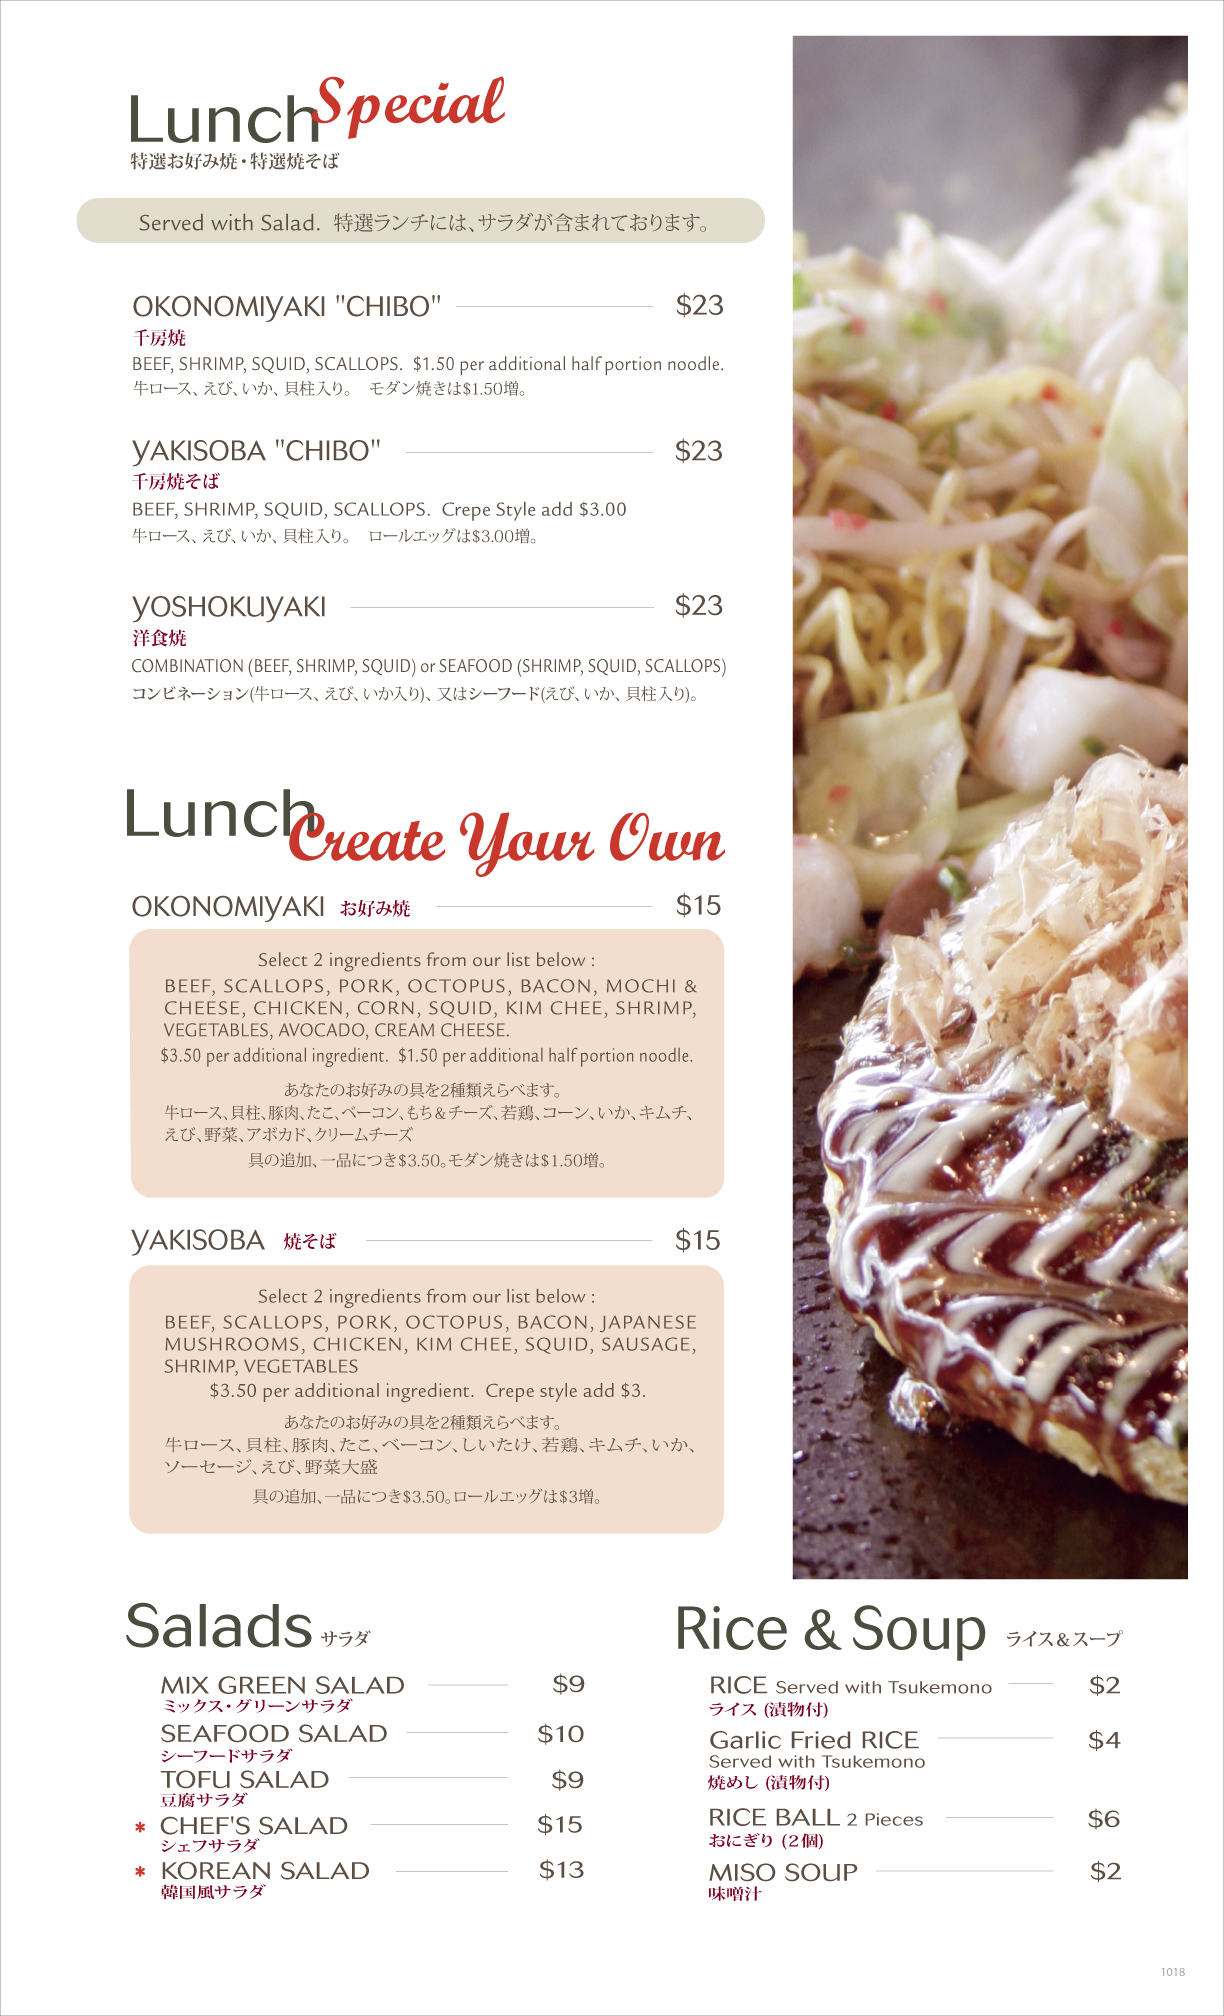 Lunch Special
特選お好み焼・特選焼そば
Served with Salad. 特選ランチには、サラダが含まれております。
OKONOMIYAKI "CHIBO" $23
千房焼
BEEF, SHRIMP, SQUID, SCALLOPS. $1.50 per additional half portion noodle.
牛ロース、えび、いか、貝柱入り。 モダン焼きは$1.50増。
YAKISOBA "CHIBO" $23
千房焼そば
BEEF, SHRIMP, SQUID, SCALLOPS. Crepe Style add $3.00
牛ロース、えび、いか、貝柱入り。 ロールエッグは$3.00増。
YOSHOKUYAKI $23
洋食焼
COMBINATION (BEEF, SHRIMP, SQUID) or SEAFOOD (SHRIMP, SQUID, SCALLOPS)
コンビネーション(牛ロース、えび、いか入り)、又はシーフード(えび、いか、貝柱入り)。
Lunch Create Your Own
OKONOMIYAKI お好み焼 $15
Select 2 ingredients from our list below :
BEEF, SCALLOPS, PORK, OCTOPUS, BACON, MOCHI &
CHEESE, CHICKEN, CORN, SQUID, KIM CHEE, SHRIMP,
VEGETABLES, AVOCADO, CREAM CHEESE.
$3.50 per additional ingredient. $1.50 per additional half portion noodle.
あなたのお好みの具を2種類えらべます。
牛ロース、貝柱、豚肉、たこ、ベーコン、もち＆チーズ、若鶏、コーン、いか、キムチ、
えび、野菜、アボカド、クリームチーズ
具の追加、一品につき$3.50。モダン焼きは$1.50増。
YAKISOBA 焼そば $15
Select 2 ingredients from our list below :
BEEF, SCALLOPS, PORK, OCTOPUS, BACON, JAPANESE
MUSHROOMS, CHICKEN, KIM CHEE, SQUID, SAUSAGE,
SHRIMP, VEGETABLES
$3.50 per additional ingredient. Crepe style add $3.
あなたのお好みの具を2種類えらべます。
牛ロース、貝柱、豚肉、たこ、ベーコン、しいたけ、若鶏、キムチ、いか、
ソーセージ、えび、野菜大盛
具の追加、一品につき$3.50。ロールエッグは$3増。
Salads サラダ
MIX GREEN SALAD $9
ミックス・グリーンサラダ
SEAFOOD SALAD $10
シーフードサラダ
TOFU SALAD $9
豆腐サラダ
* CHEF'S SALAD $15
シェフサラダ
* KOREAN SALAD $13
韓国風サラダ
Rice & Soup ライス＆スープ
RICE Served with Tsukemono $2
ライス (漬物付)
Garlic Fried RICE $4
Served with Tsukemono
焼めし (漬物付)
RICE BALL 2 Pieces $6
おにぎり (2個)
MISO SOUP $2
味噌汁
1018